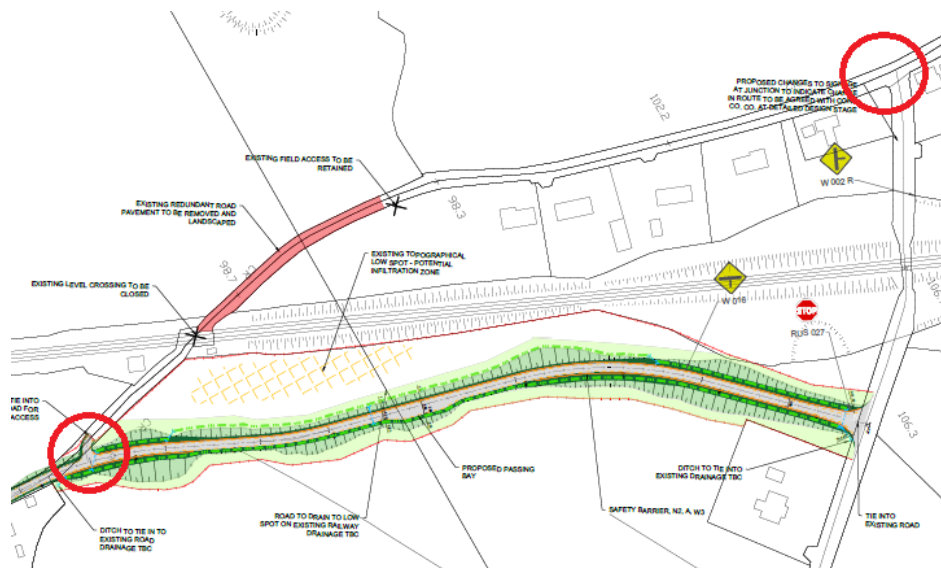 PROPOSED CHANGES TO SIGNAGE
AT JUNCTION TO INDICATE CHANGE
IN ROUTE TO BE AGREED WITH CORK
CO. CO. AT DETAILED DESIGN STAGE
102.2
EXISTING FIELD ACCESS TO BE
RETAINED
W 002 R
EXISTING REDUNDANT ROAD
PAVEMENT TO BE REMOVED AND
LANDSCAPED
98.3
EXISTING TOPOGRAPHICAL
LOW SPOT - POTENTIAL
INFILTRATION ZONE
98.7
EXISTING LEVEL CROSSING TO BE
CLOSED
W 016
STOP
RUS 027
TIE INTO
AD FOR
ACCESS
106.3
PROPOSED PASSING
BAY
DITCH TO TIE INTO
EXISTING DRAINAGE TBC
ROAD TO DRAIN TO LOW
SPOT ON EXISTING RAILWAY
DRAINAGE TBC
SAFETY BARRIER, N2, A, W3
TIE INTO
EXISTING ROAD
DITCH TO TIE IN TO
EXISTING ROAD
DRAINAGE TBC